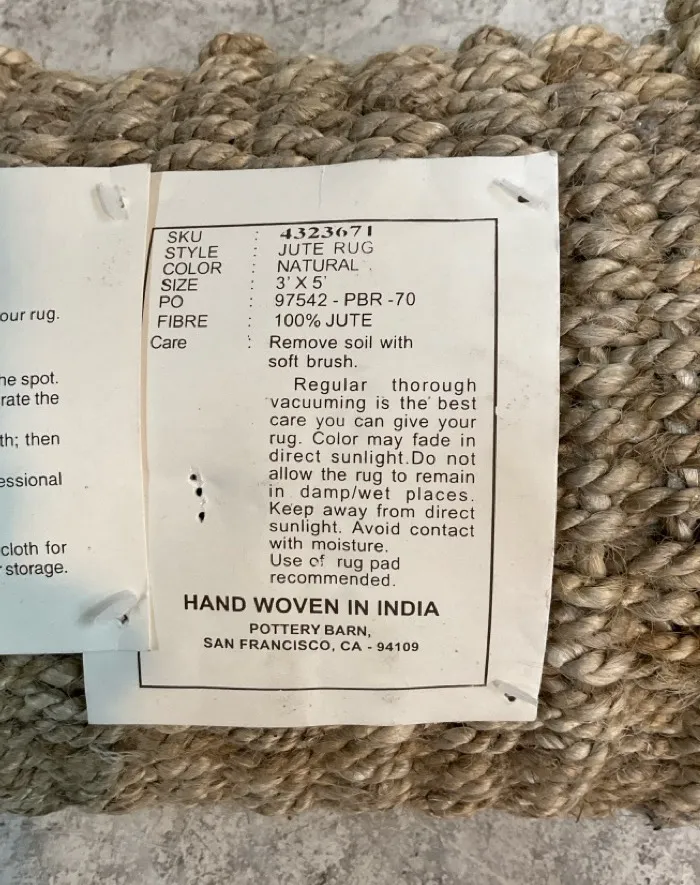 our rug.
he spot.
rate the
th; then
essional
cloth for
storage.
SKU : 4323671
STYLE : JUTE RUG
COLOR : NATURAL
SIZE : 3' X 5'
PO : 97542 - PBR -70
FIBRE : 100% JUTE
Care : Remove soil with
soft brush.
Regular thorough
vacuuming is the best
care you can give your
rug. Color may fade in
direct sunlight.Do not
allow the rug to remain
in damp/wet places.
Keep away from direct
sunlight. Avoid contact
with moisture.
Use of rug pad
recommended.
HAND WOVEN IN INDIA
POTTERY BARN,
SAN FRANCISCO, CA - 94109